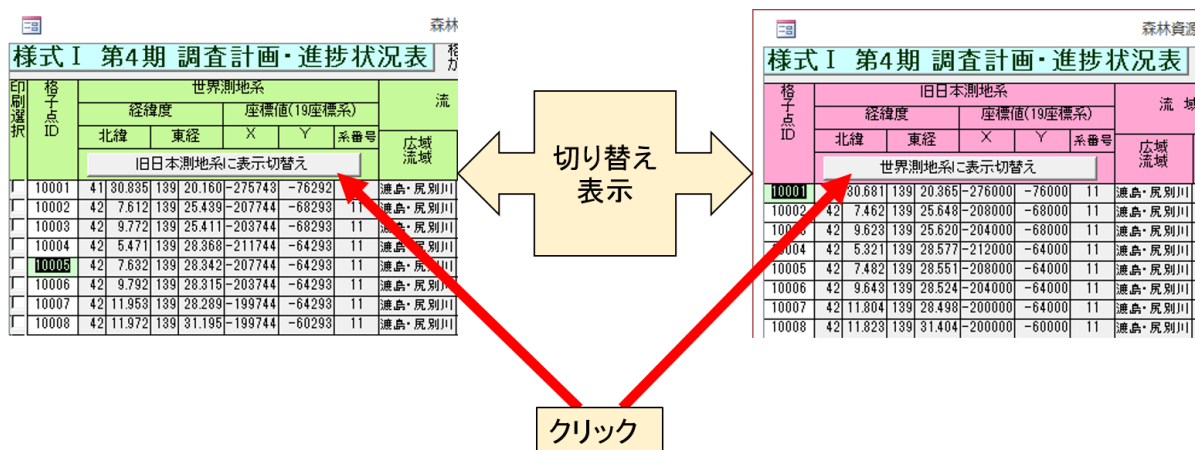 森林
様式Ⅰ 第4期 調査計画・進捗状況表
印刷選択 格子点ID 世界測地系 流
経緯度 座標値(19座標系)
北緯 東経 X Y 系番号 広域流域
旧日本測地系に表示切替え
10001 41 30.835 139 20.160 -275743 -76292 渡島・尻別川
10002 42 7.612 139 25.439 -207744 -68293 11 渡島・尻別川
10003 42 9.772 139 25.411 -203744 -68293 11 渡島・尻別川
10004 42 5.471 139 28.368 -211744 -64293 11 渡島・尻別川
10005 42 7.632 139 28.342 -207744 -64293 11 渡島・尻別川
10006 42 9.792 139 28.315 -203744 -64293 11 渡島・尻別川
10007 42 11.953 139 28.289 -199744 -64293 11 渡島・尻別川
10008 42 11.972 139 31.195 -199744 -60293 11 渡島・尻別川
切り替え
表示
クリック
森林資源
様式Ⅰ 第4期 調査計画・進捗状況表
格子点ID 旧日本測地系 流 域
経緯度 座標値(19座標系)
北緯 東経 X Y 系番号 広域流域
世界測地系に表示切替え
10001 30.681 139 20.365 -276000 -76000 11 渡島・尻別川
10002 42 7.462 139 25.648 -208000 -68000 11 渡島・尻別川
10003 42 9.623 139 25.620 -204000 -68000 11 渡島・尻別川
10004 42 5.321 139 28.577 -212000 -64000 11 渡島・尻別川
10005 42 7.482 139 28.551 -208000 -64000 11 渡島・尻別川
10006 42 9.643 139 28.524 -204000 -64000 11 渡島・尻別川
10007 42 11.804 139 28.498 -200000 -64000 11 渡島・尻別川
10008 42 11.823 139 31.404 -200000 -60000 11 渡島・尻別川